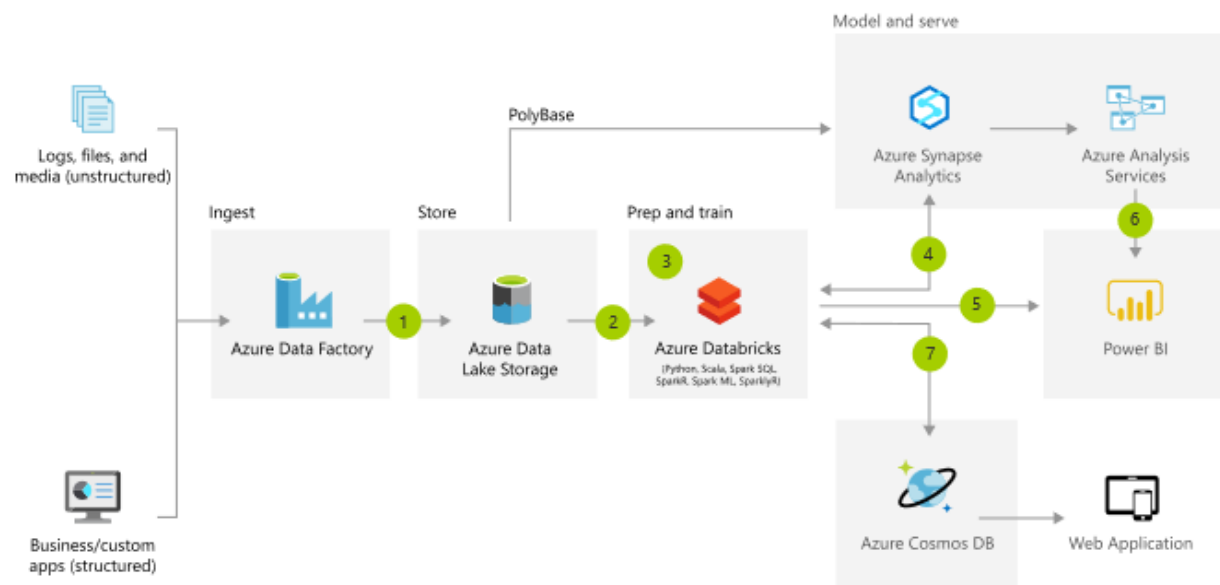 Model and serve
PolyBase
Logs, files, and
media (unstructured)
Azure Synapse
Analytics
Azure Analysis
Services
Ingest
Store
Prep and train
3
4
6
1
2
5
7
Azure Data Factory
Azure Data
Lake Storage
Azure Databricks
(Python, Scala, Spark SQL,
SparkR, Spark ML, SparklyR)
Power BI
Business/custom
apps (structured)
Azure Cosmos DB
Web Application